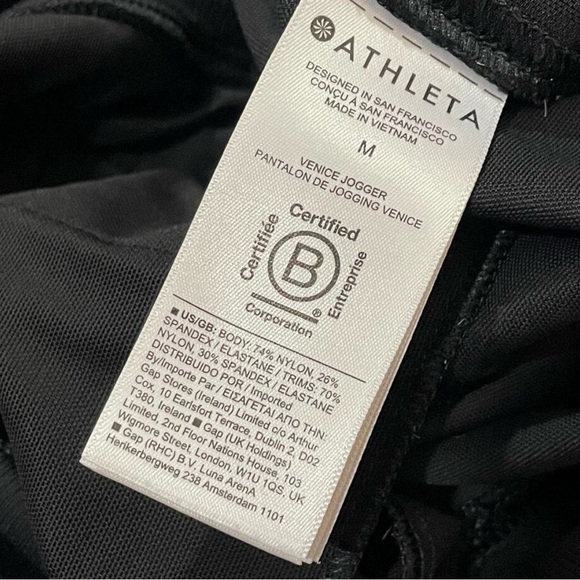 ATHLETA
DESIGNED IN SAN FRANCISCO
CONÇU À SAN FRANCISCO
MADE IN VIETNAM
M
VENICE JOGGER
PANTALON DE JOGGING VENICE
Certified
Certifiée
B
®
Entreprise
Corporation
■ US/GB: BODY: 74% NYLON, 26%
SPANDEX / ELASTANE / TRIMS: 70%
NYLON, 30% SPANDEX / ELASTANE
DISTRIBUTED FOR / Imported
By/Importe Par / ΕΙΣΑΓΕΤΑΙ ΑΠΟ ΤΗΝ:
Gap Stores (Ireland) Limited c/o Arthur
Cox, 10 Earlsfort Terrace, Dublin 2, D02
T380, Ireland ■ Gap (UK Holdings)
Limited, 2nd Floor Nations House, 103
Wigmore Street, London, W1U 1QS, UK
■ Gap (RHC) B.V. Luna ArenA
Herikerbergweg 238 Amsterdam 1101